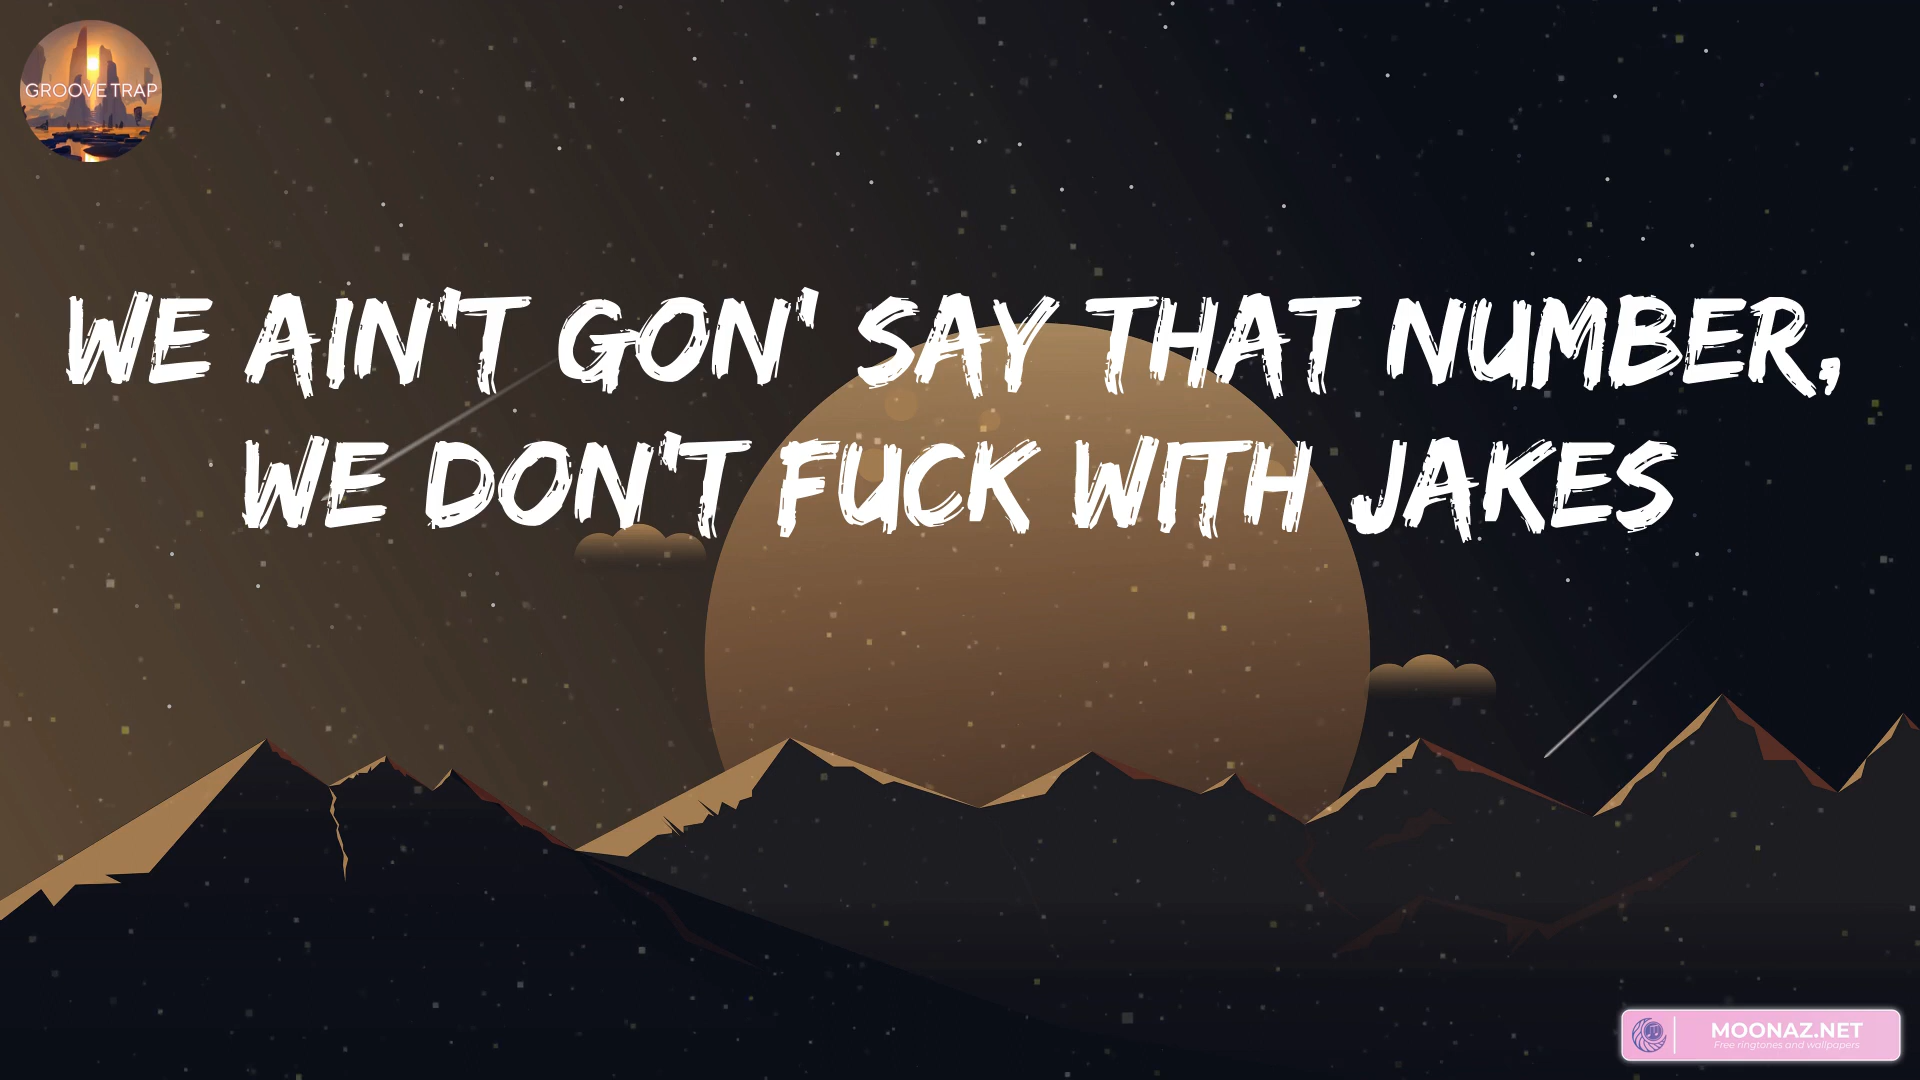 GROOVE TRAP
WE AIN'T GON' SAY THAT NUMBER,
WE DON'T FUCK WITH JAKES
MOONAZ.NET
Free ringtones and wallpapers